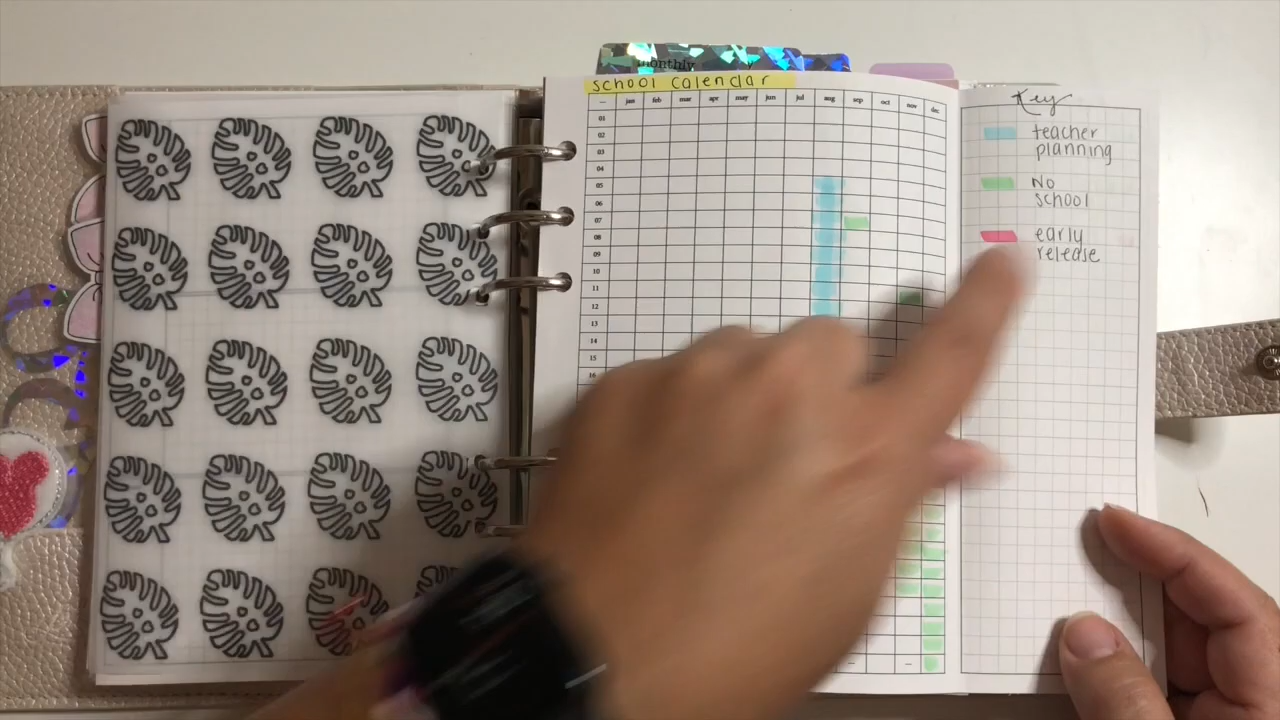 monthly
school calendar
— jan feb mar apr may jun jul aug sep oct nov dec
01
02
03
04
05
06
07
08
09
10
11
12
13
14
15
16
Key
teacher
planning
No
school
early
release